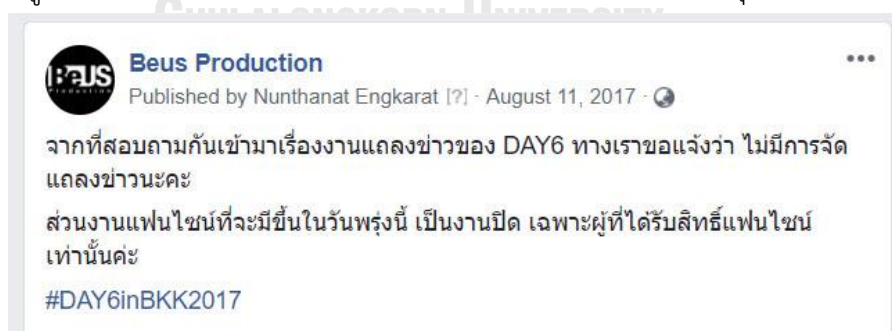 CHULALONGKORN UNIVERSITY
BeUS
Production
Beus Production
Published by Nunthanat Engkarat [?] · August 11, 2017 ·
จากที่สอบถามกันเข้ามาเรื่องงานแถลงข่าวของ DAY6 ทางเราขอแจ้งว่า ไม่มีการจัด
แถลงข่าวนะคะ
ส่วนงานแฟนไซน์ที่จะมีขึ้นในวันพรุ่งนี้ เป็นงานปิด เฉพาะผู้ที่ได้รับสิทธิ์แฟนไซน์
เท่านั้นค่ะ
#DAY6inBKK2017